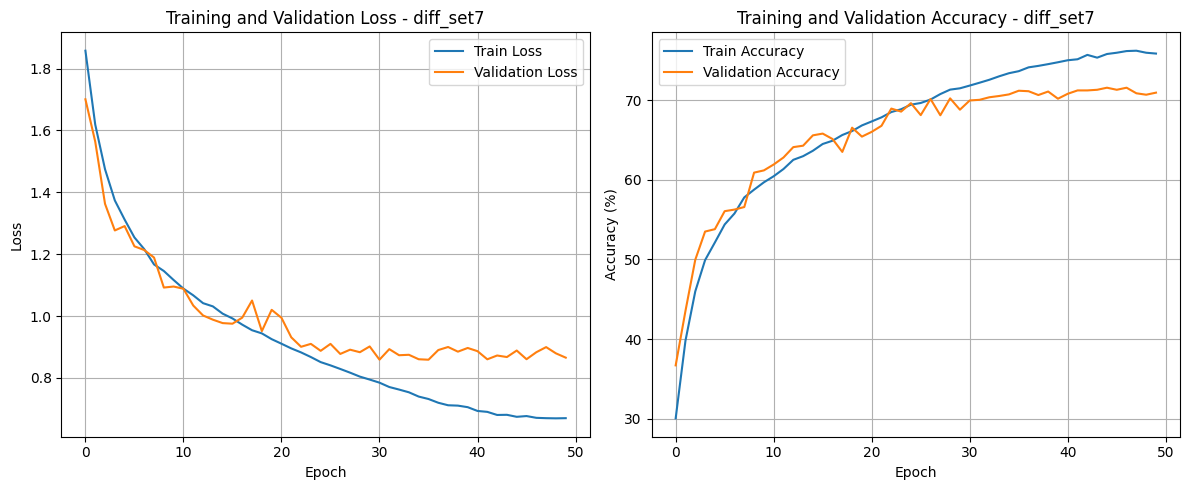 Training and Validation Loss - diff_set7
Train Loss
Validation Loss
1.8
1.6
1.4
1.2
1.0
0.8
Loss
0 10 20 30 40 50
Epoch
Training and Validation Accuracy - diff_set7
Train Accuracy
Validation Accuracy
70
60
50
40
30
Accuracy (%)
0 10 20 30 40 50
Epoch